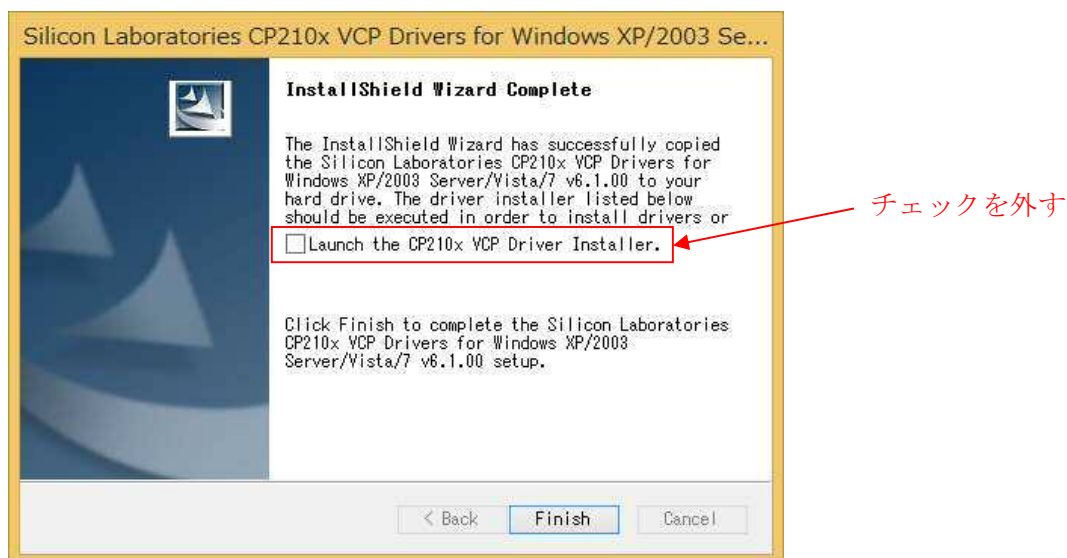 Silicon Laboratories CP210x VCP Drivers for Windows XP/2003 Se...
InstallShield Wizard Complete
The InstallShield Wizard has successfully copied
the Silicon Laboratories CP210x VCP Drivers for
Windows XP/2003 Server/Vista/7 v6.1.00 to your
hard drive. The driver installer listed below
should be executed in order to install drivers or
Launch the CP210x VCP Driver Installer.
チェックを外す
Click Finish to complete the Silicon Laboratories
CP210x VCP Drivers for Windows XP/2003
Server/Vista/7 v6.1.00 setup.
< Back Finish Cancel